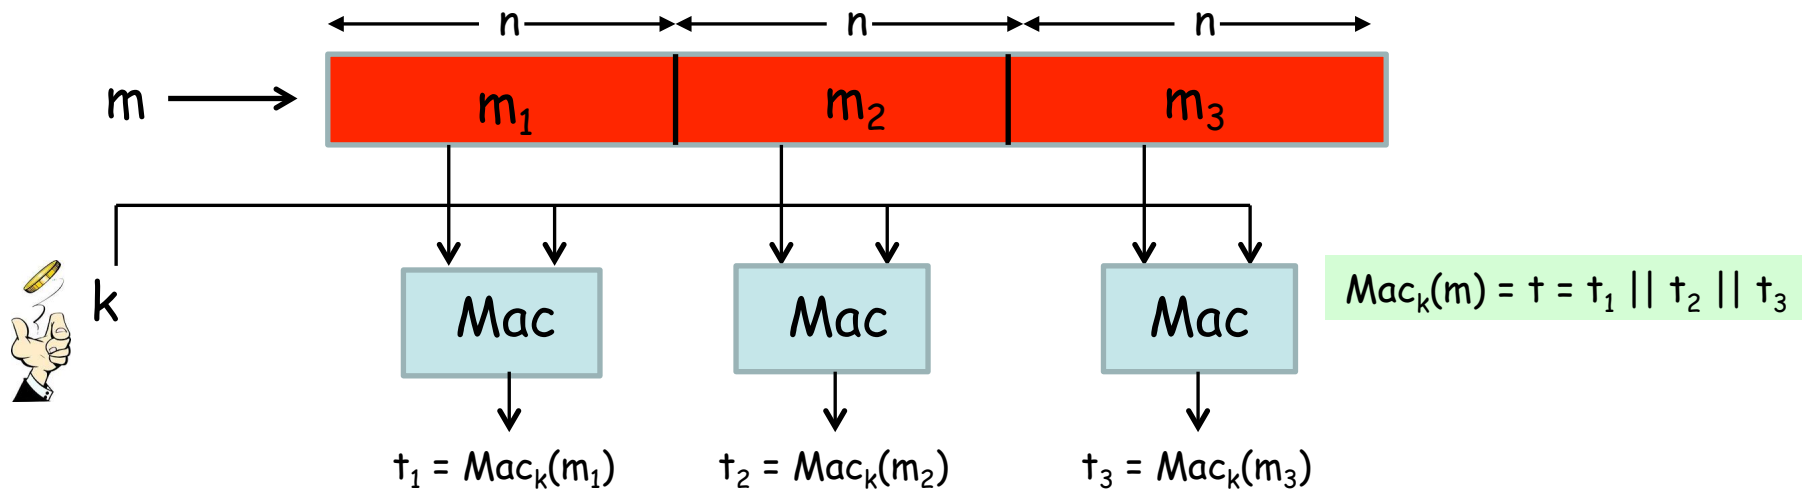 n n n
m m₁ m₂ m₃
k Mac Mac Mac Macₖ(m) = t = t₁ || t₂ || t₃
t₁ = Macₖ(m₁) t₂ = Macₖ(m₂) t₃ = Macₖ(m₃)